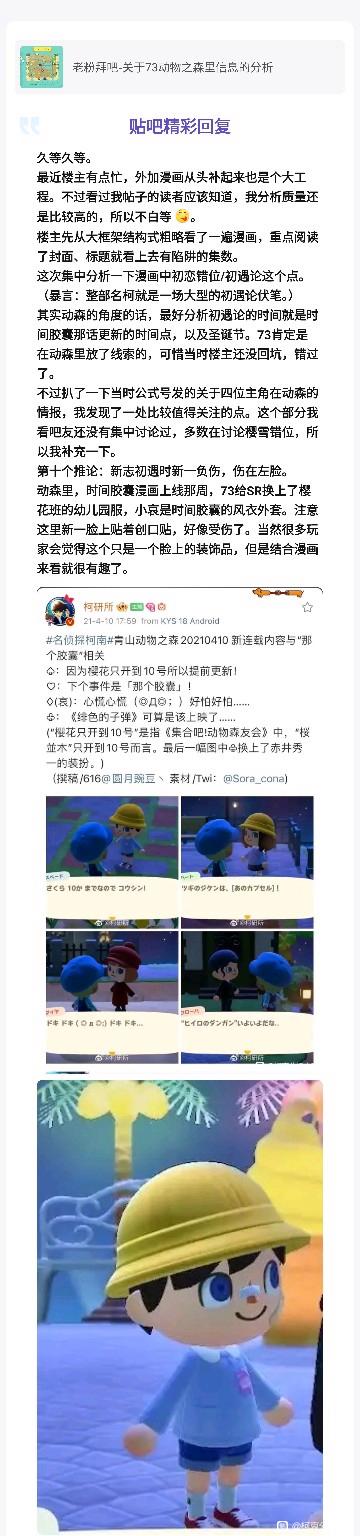 老粉拜吧-关于73动物之森里信息的分析
贴吧精彩回复
久等久等。
最近楼主有点忙，外加漫画从头补起来也是个大工
程。不过看过我帖子的读者应该知道，我分析质量还
是比较高的，所以不白等。
楼主先从大框架结构式粗略看了一遍漫画，重点阅读
了封面、标题就看上去有陷阱的集数。
这次集中分析一下漫画中初恋错位/初遇论这个点。
（暴言：整部名柯就是一场大型的初遇论伏笔。）
其实动森的角度的话，最好分析初遇论的时间就是时
间胶囊那话更新的时间点，以及圣诞节。73肯定是
在动森里放了线索的，可惜当时楼主还没回坑，错过
了。
不过扒了一下当时公式号发的关于四位主角在动森的
情报，我发现了一处比较值得关注的点。这个部分我
看吧友还没有集中讨论过，多数在讨论樱雪错位，所
以我补充一下。
第十个推论：新志初遇时新一负伤，伤在左脸。
动森里，时间胶囊漫画上线那周，73给SR换上了樱
花班的幼儿园服，小哀是时间胶囊的风衣外套。注意
这里新一脸上贴着创口贴，好像受伤了。当然很多玩
家会觉得这个只是一个脸上的装饰品，但是结合漫画
来看就很有趣了。
柯研所
21-4-10 17:59 from KYS 18 Android
#名侦探柯南#青山动物之森 20210410 新连载内容与“那
个胶囊”相关
♤：因为樱花只开到10号所以提前更新！
♡：下个事件是「那个胶囊」！
◊(哀)：心慌心慌（◎Д◎；）好怕好怕……
♧：《绯色的子弹》可算是该上映了……
(“樱花只开到10号”是指《集合吧!动物森友会》中，“桜
並木”只开到10号而言。最后一幅图中♧换上了赤井秀
一的装扮。)
（撰稿/616@圆月豌豆丶 素材/Twi：@Sora_cona)
さくら 10か までなので コウシン!
@柯研所
ツギのジケンは、【あのカプセル】!
@柯研所
ドキ ドキ ( ◎ д ◎;) ドキ ドキ...
@柯研所
"ヒイロのダンガン"いよいよだな..
@柯研所